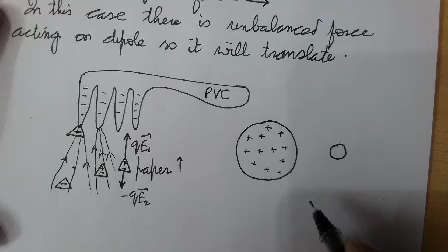 In this case there is unbalanced force
acting on dipole so it will translate.
PVC
qE₁
paper ↑
-qE₂